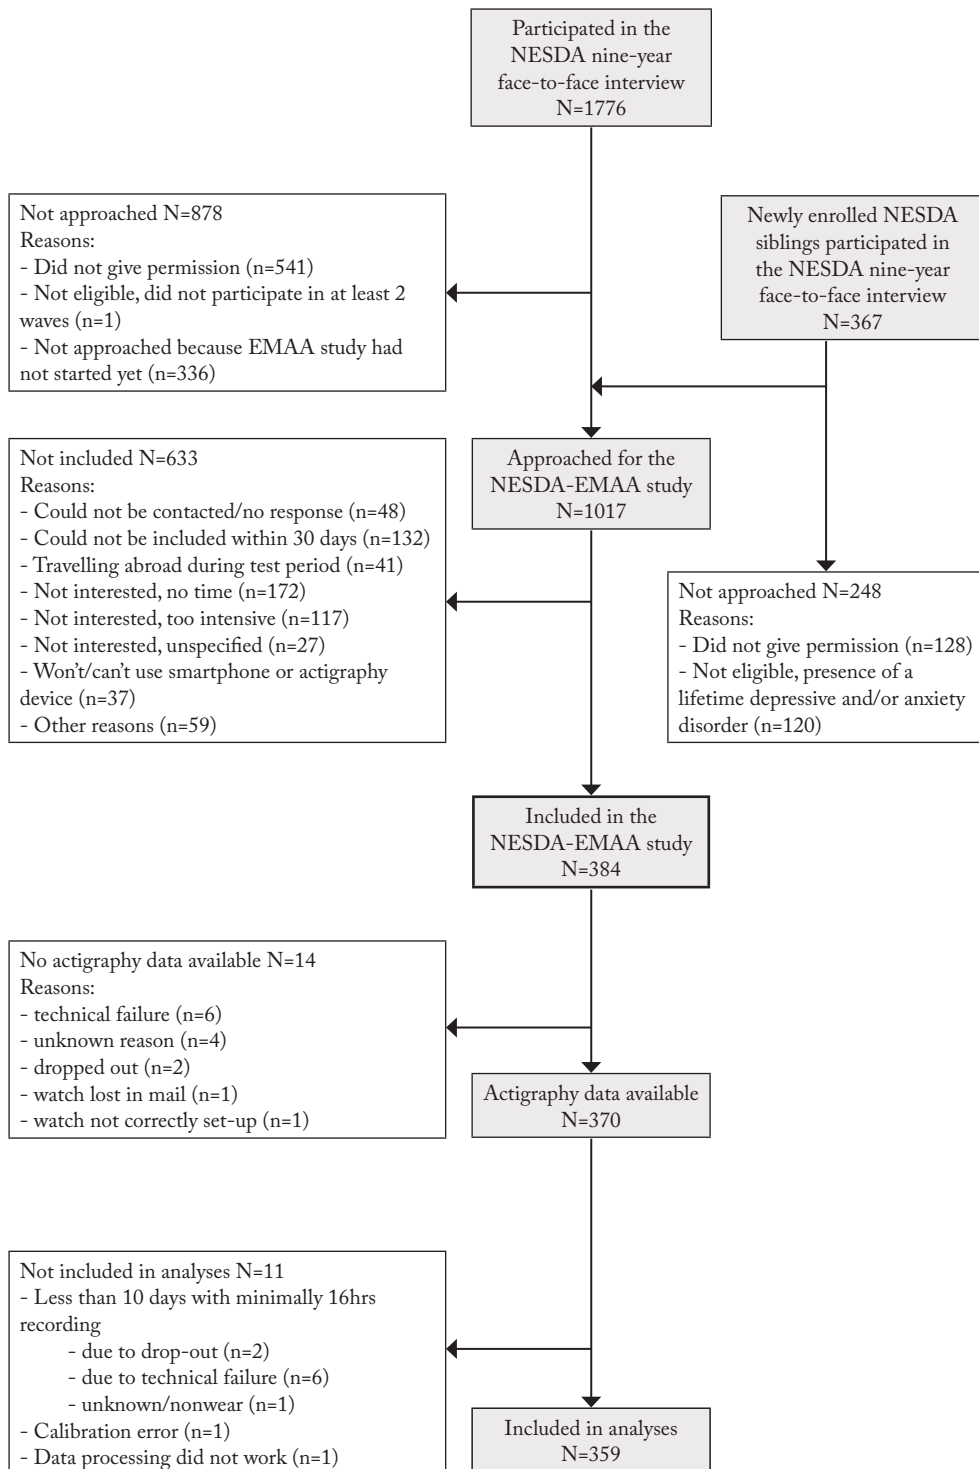 Participated in the
NESDA nine-year
face-to-face interview
N=1776
Not approached N=878
Reasons:
- Did not give permission (n=541)
- Not eligible, did not participate in at least 2
waves (n=1)
- Not approached because EMAA study had
not started yet (n=336)
Newly enrolled NESDA
siblings participated in
the NESDA nine-year
face-to-face interview
N=367
Not included N=633
Reasons:
- Could not be contacted/no response (n=48)
- Could not be included within 30 days (n=132)
- Travelling abroad during test period (n=41)
- Not interested, no time (n=172)
- Not interested, too intensive (n=117)
- Not interested, unspecified (n=27)
- Won't/can't use smartphone or actigraphy
device (n=37)
- Other reasons (n=59)
Approached for the
NESDA-EMAA study
N=1017
Not approached N=248
Reasons:
- Did not give permission (n=128)
- Not eligible, presence of a
lifetime depressive and/or anxiety
disorder (n=120)
Included in the
NESDA-EMAA study
N=384
No actigraphy data available N=14
Reasons:
- technical failure (n=6)
- unknown reason (n=4)
- dropped out (n=2)
- watch lost in mail (n=1)
- watch not correctly set-up (n=1)
Actigraphy data available
N=370
Not included in analyses N=11
- Less than 10 days with minimally 16hrs
recording
- due to drop-out (n=2)
- due to technical failure (n=6)
- unknown/nonwear (n=1)
- Calibration error (n=1)
- Data processing did not work (n=1)
Included in analyses
N=359